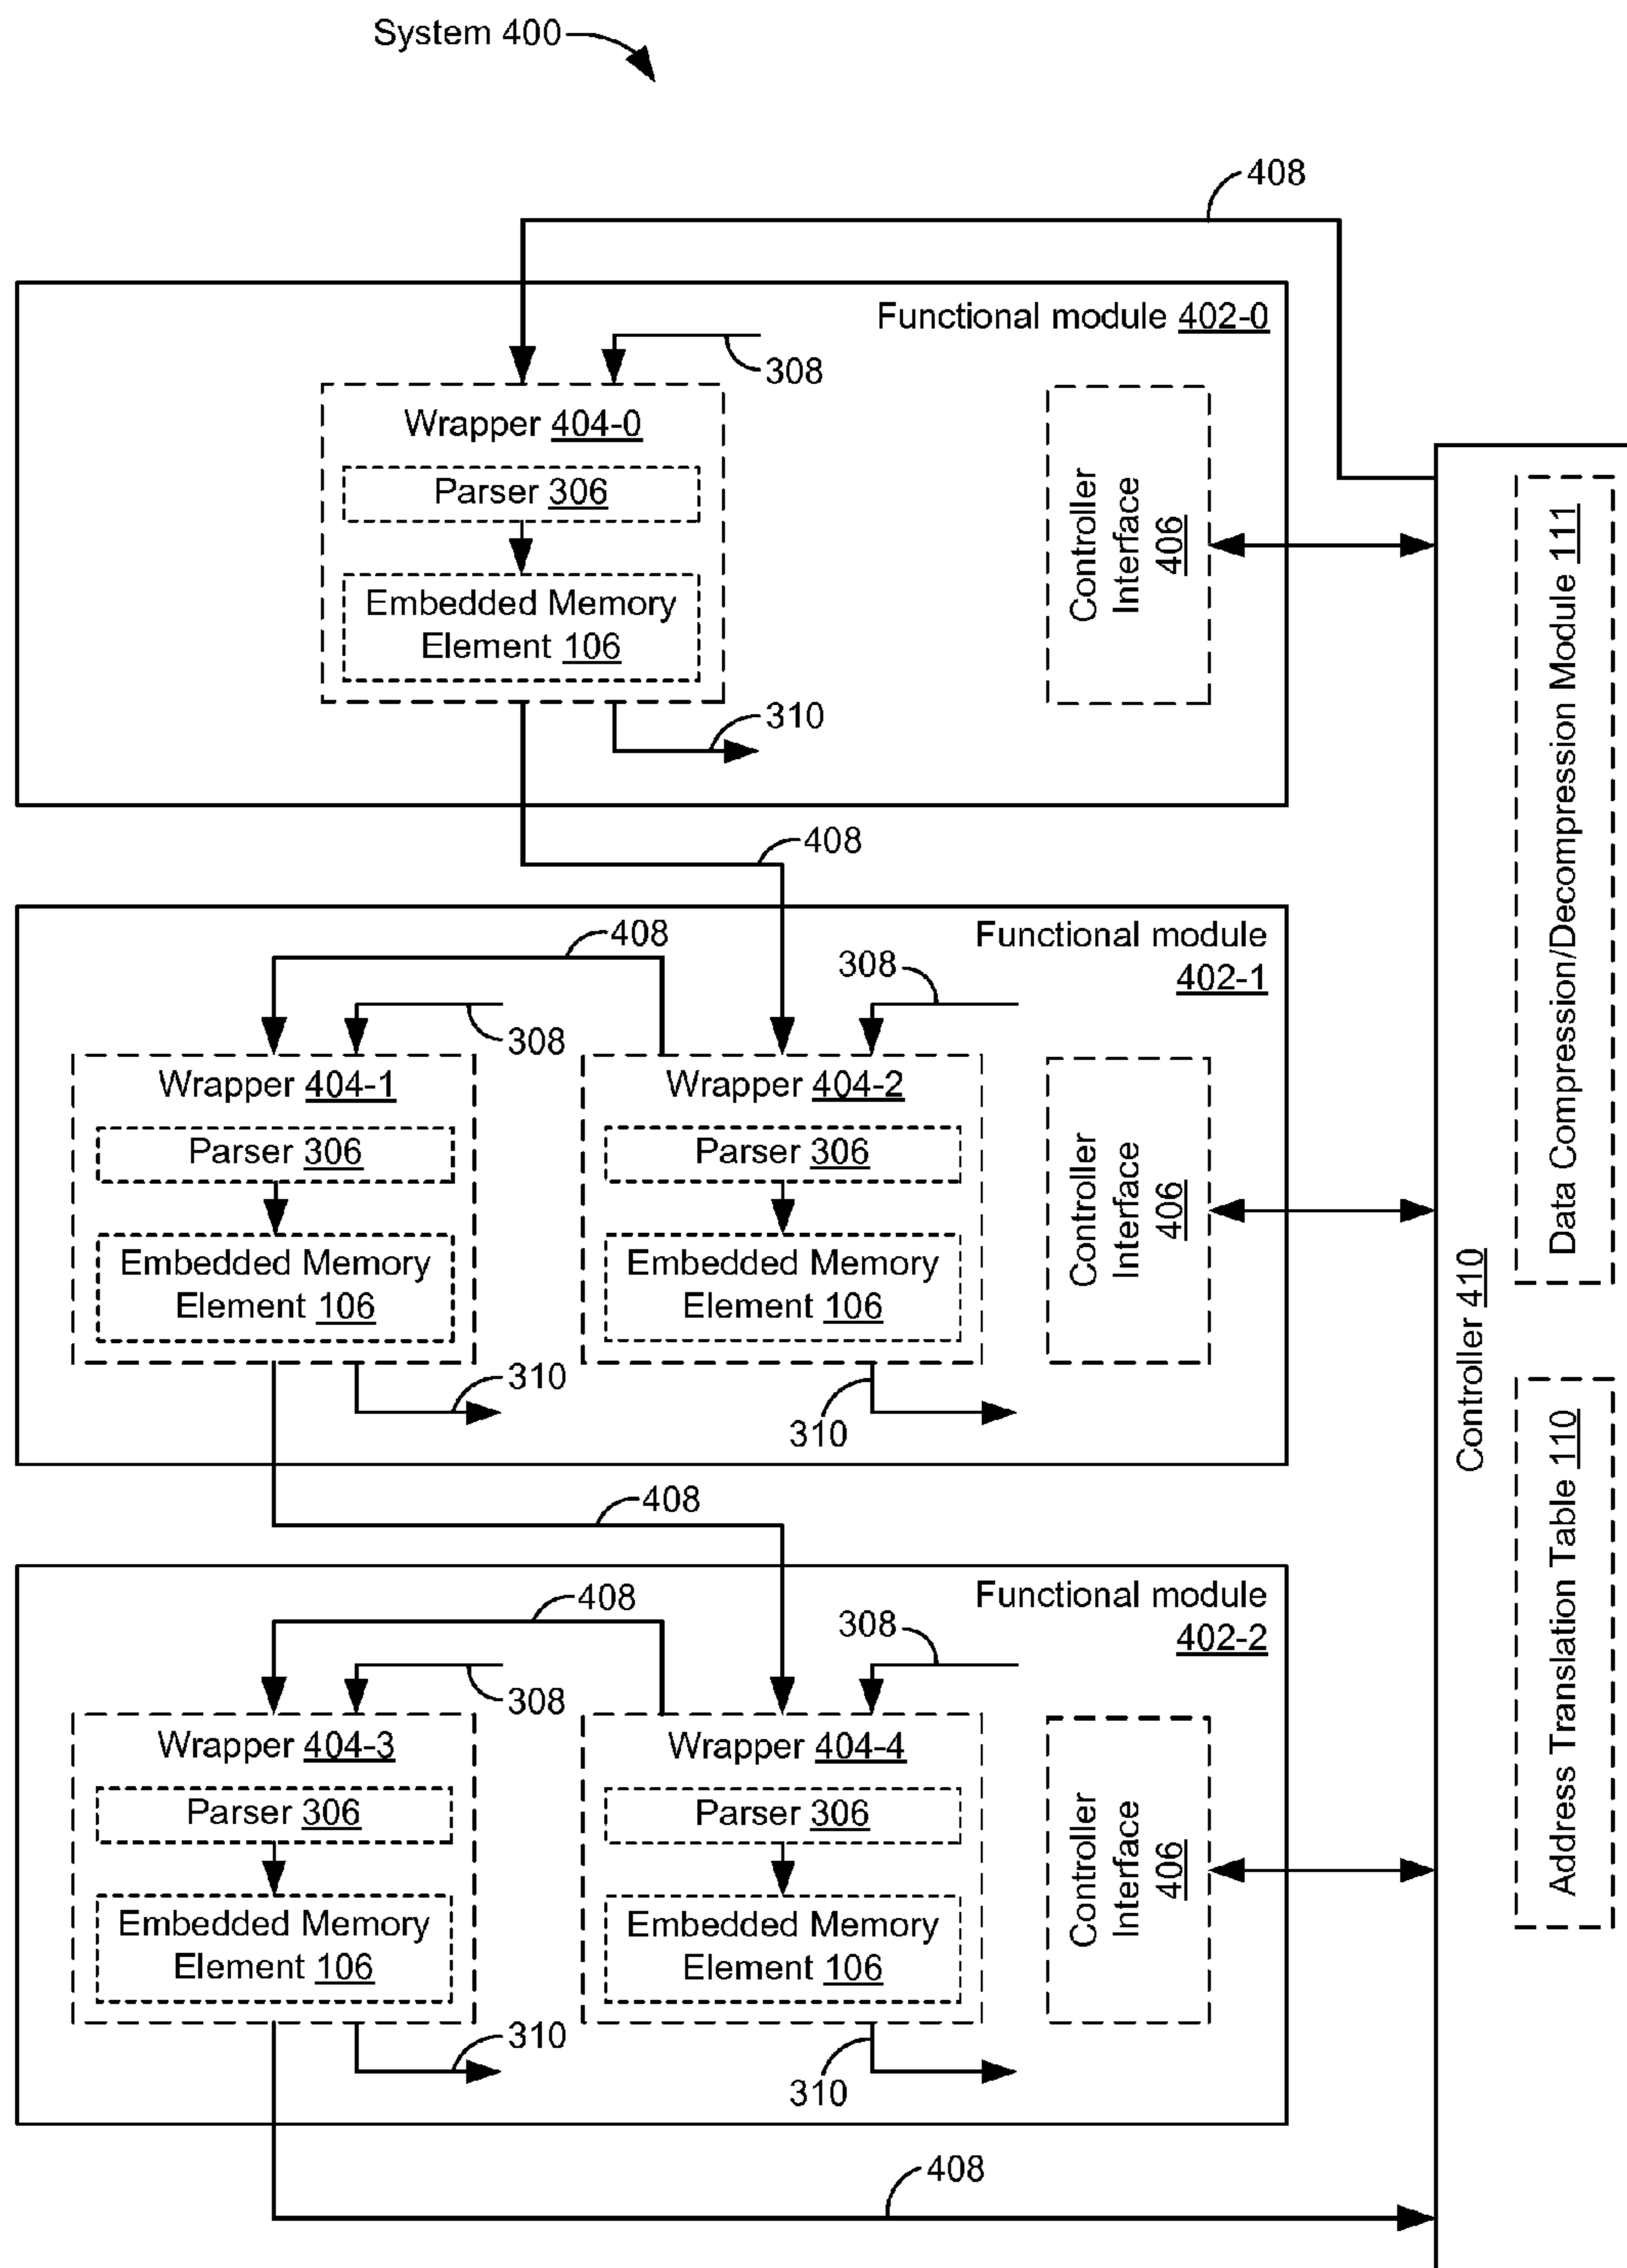 System 400
408
Functional module 402-0
308
Wrapper 404-0
Parser 306
Embedded Memory
Element 106
310
Controller
Interface
406
408
Functional module
402-1
408
308
308
Wrapper 404-1
Parser 306
Embedded Memory
Element 106
310
Wrapper 404-2
Parser 306
Embedded Memory
Element 106
310
Controller
Interface
406
408
Functional module
402-2
408
308
308
Wrapper 404-3
Parser 306
Embedded Memory
Element 106
310
Wrapper 404-4
Parser 306
Embedded Memory
Element 106
310
Controller
Interface
406
408
Controller 410
Data Compression/Decompression Module 111
Address Translation Table 110